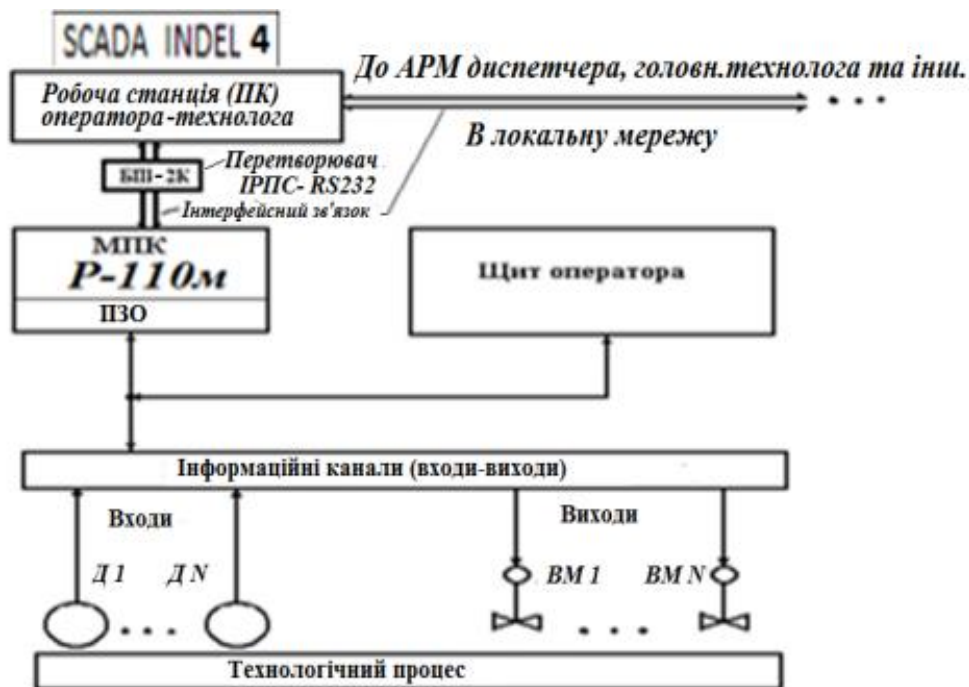 SCADA INDEL 4
До АРМ диспетчера, головн.технолога та інш.
Робоча станція (ПК)
оператора-технолога
В локальну мережу
Перетворювач
БІІІ-2К
ІРПС- RS232
Інтерфейсний зв'язок
МПК
Р-110м
ПЗО
Щит оператора
Інформаційні канали (входи-виходи)
Входи
Виходи
Д 1
Д N
ВМ 1
ВМ N
Технологічний процес